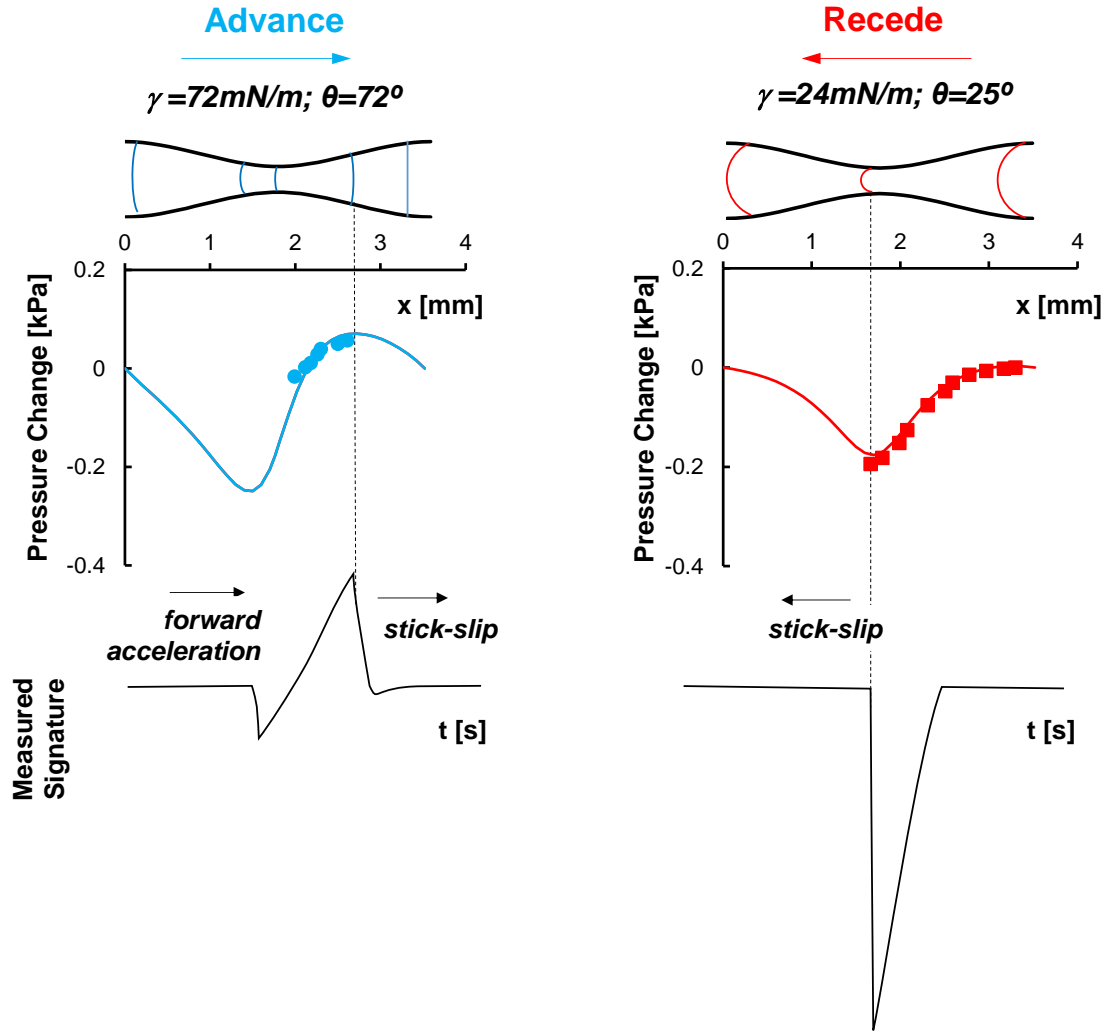 Advance
γ =72mN/m; θ=72º
0 1 2 3 4
x [mm]
0.2
0
-0.2
-0.4
Pressure Change [kPa]
forward
acceleration
stick-slip
t [s]
Measured
Signature
Recede
γ =24mN/m; θ=25º
0 1 2 3 4
x [mm]
0.2
0
-0.2
-0.4
Pressure Change [kPa]
stick-slip
t [s]